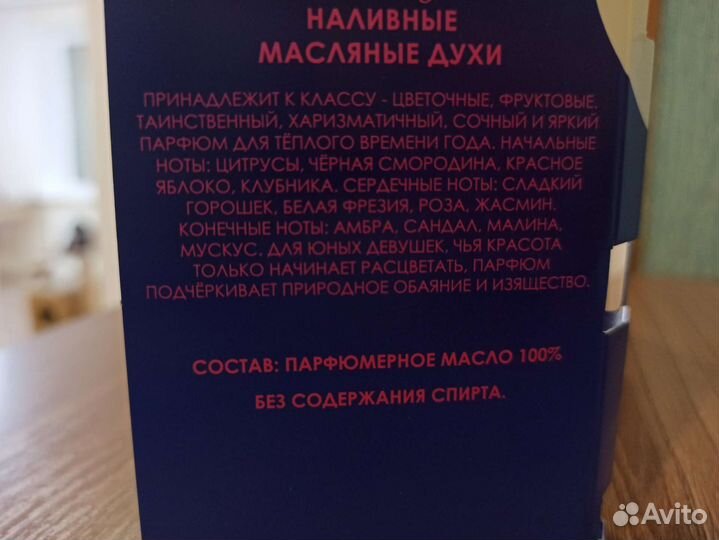 НАЛИВНЫЕ
МАСЛЯНЫЕ ДУХИ
ПРИНАДЛЕЖИТ К КЛАССУ - ЦВЕТОЧНЫЕ, ФРУКТОВЫЕ,
ТАИНСТВЕННЫЙ, ХАРИЗМАТИЧНЫЙ, СОЧНЫЙ И ЯРКИЙ
ПАРФЮМ ДЛЯ ТЁПЛОГО ВРЕМЕНИ ГОДА. НАЧАЛЬНЫЕ
НОТЫ: ЦИТРУСЫ, ЧЁРНАЯ СМОРОДИНА, КРАСНОЕ
ЯБЛОКО, КЛУБНИКА. СЕРДЕЧНЫЕ НОТЫ: СЛАДКИЙ
ГОРОШЕК, БЕЛАЯ ФРЕЗИЯ, РОЗА, ЖАСМИН.
КОНЕЧНЫЕ НОТЫ: АМБРА, САНДАЛ, МАЛИНА,
МУСКУС. ДЛЯ ЮНЫХ ДЕВУШЕК, ЧЬЯ КРАСОТА
ТОЛЬКО НАЧИНАЕТ РАСЦВЕТАТЬ, ПАРФЮМ
ПОДЧЁРКИВАЕТ ПРИРОДНОЕ ОБАЯНИЕ И ИЗЯЩЕСТВО.
СОСТАВ: ПАРФЮМЕРНОЕ МАСЛО 100%
БЕЗ СОДЕРЖАНИЯ СПИРТА.
Avito